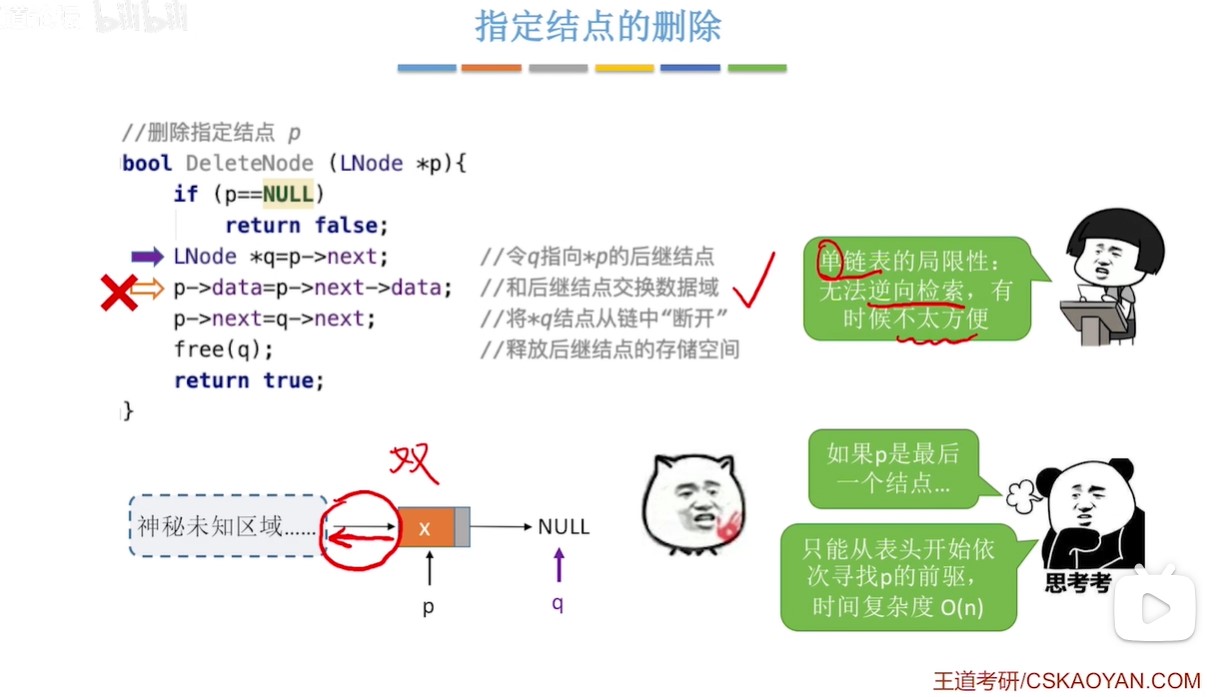 bilibili
指定结点的删除
//删除指定结点 p
bool DeleteNode (LNode *p){
if (p==NULL)
return false;
LNode *q=p->next; //令q指向*p的后继结点
p->data=p->next->data; //和后继结点交换数据域
p->next=q->next; //将*q结点从链中“断开”
free(q); //释放后继结点的存储空间
return true;
}
单链表的局限性：
无法逆向检索，有
时候不太方便
双
神秘未知区域……
x
NULL
p
q
如果p是最后
一个结点...
只能从表头开始依
次寻找p的前驱，
时间复杂度 O(n)
思考考
王道考研/CSKAOYAN.COM